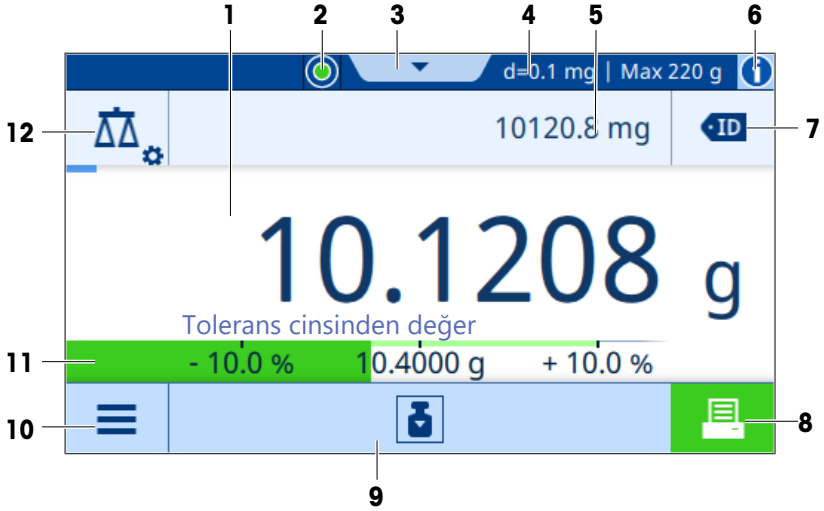 1 2 3 4 5 6
d=0.1 mg | Max 220 g i
12 10120.8 mg ID 7
10.1208 g
Tolerans cinsinden değer
11 - 10.0 % 10.4000 g + 10.0 %
10 8
9